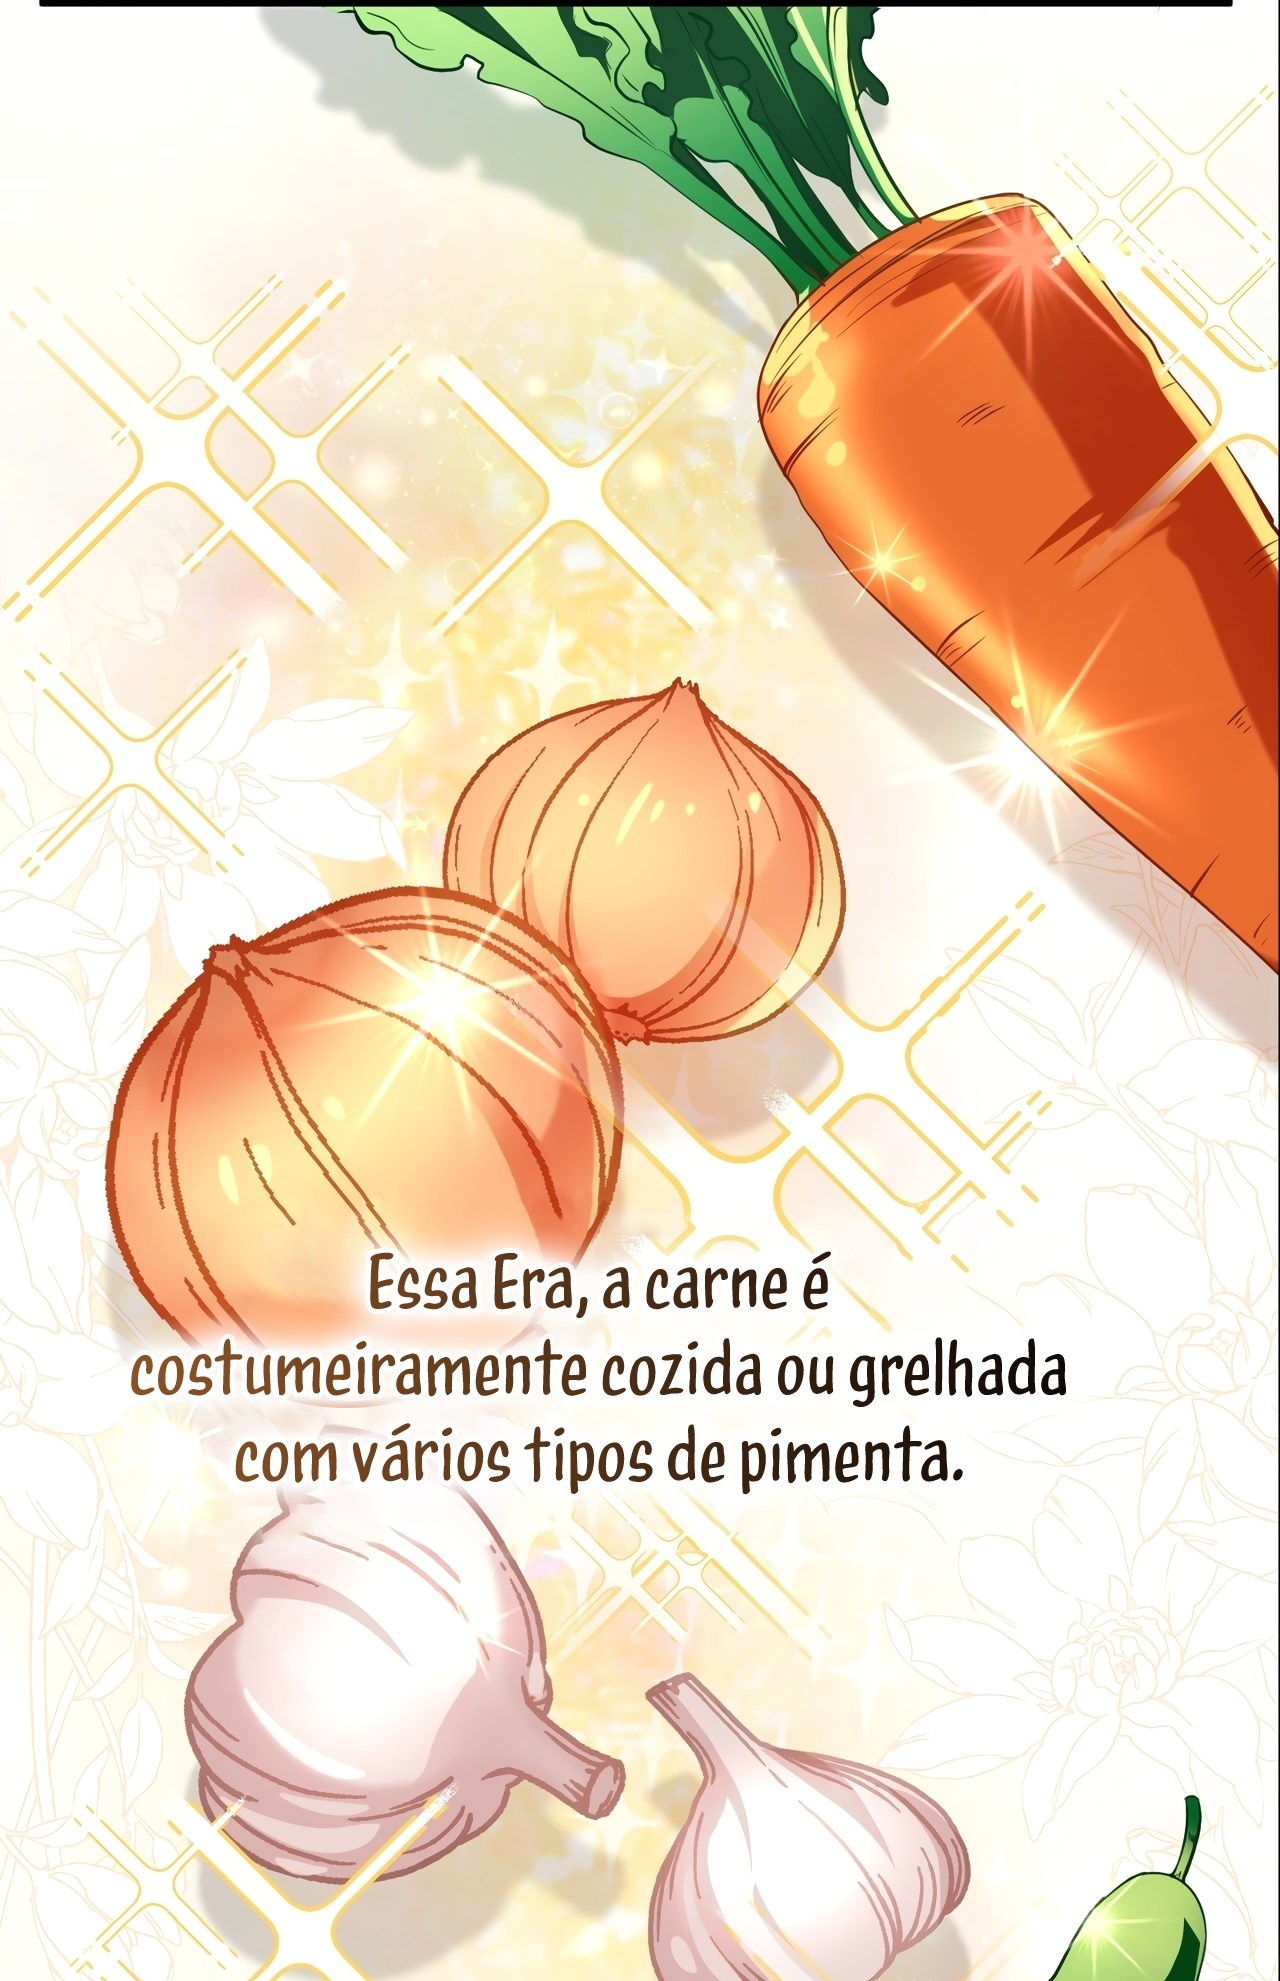 Essa Era, a carne é
costumeiramente cozida ou grelhada
com vários tipos de pimenta.